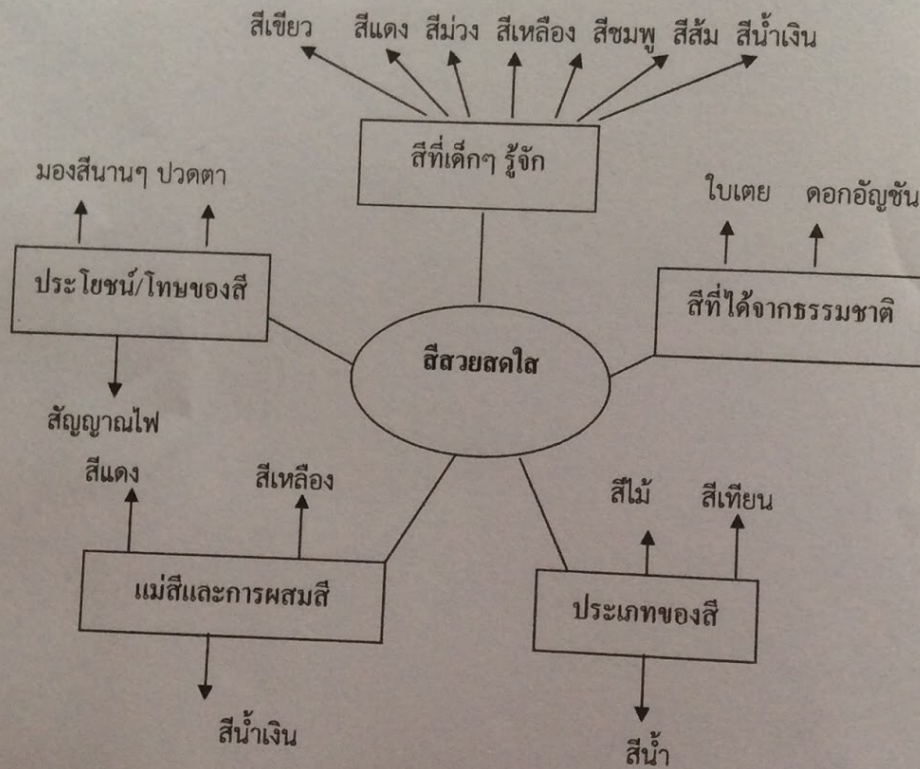 สีเขียว สีแดง สีม่วง สีเหลือง สีชมพู สีส้ม สีน้ำเงิน
สีที่เด็กๆ รู้จัก
มองสีนานๆ ปวดตา
ประโยชน์/โทษของสี
สัญญาณไฟ
ใบเตย ดอกอัญชัน
สีที่ได้จากธรรมชาติ
สีสวยสดใส
สีแดง สีเหลือง
แม่สีและการผสมสี
สีน้ำเงิน
สีไม้ สีเทียน
ประเภทของสี
สีน้ำ